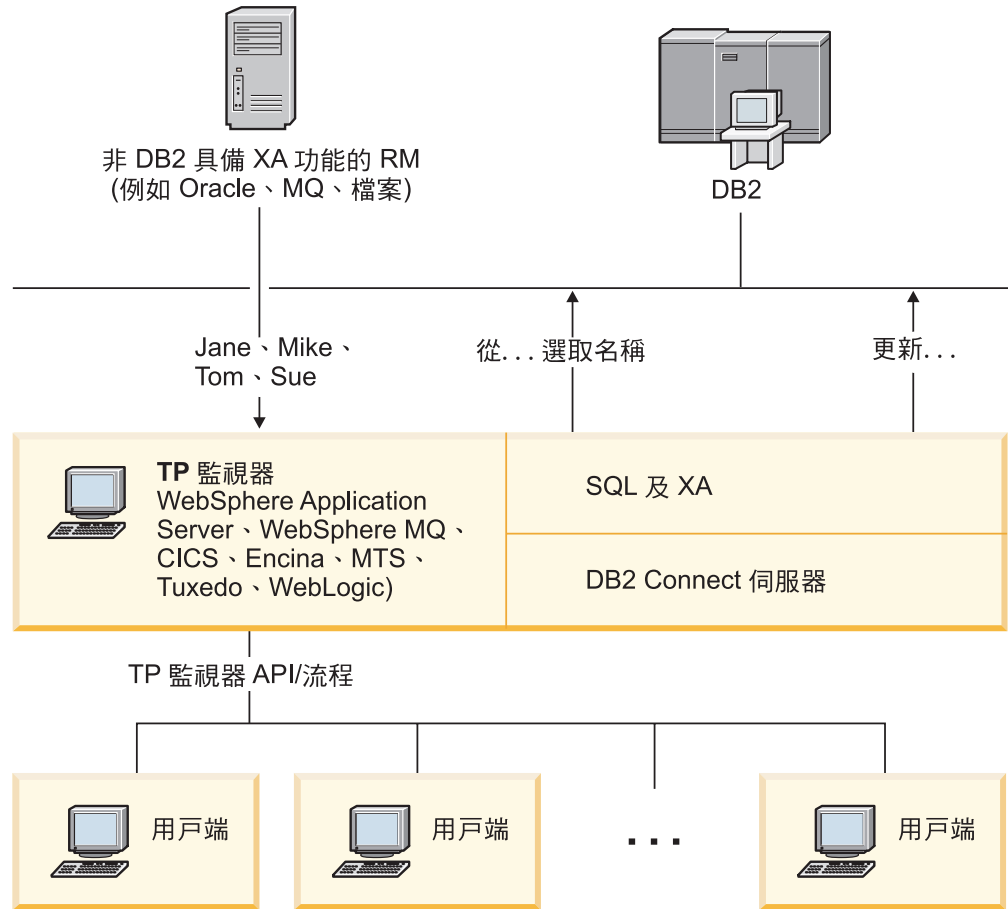 非 DB2 具備 XA 功能的 RM
(例如 Oracle、MQ、檔案)
DB2
Jane、Mike、
Tom、Sue
從. . . 選取名稱
更新. . .
TP 監視器
WebSphere Application
Server、WebSphere MQ、
CICS、Encina、MTS、
Tuxedo、WebLogic)
SQL 及 XA
DB2 Connect 伺服器
TP 監視器 API/流程
用戶端
用戶端
. . .
用戶端